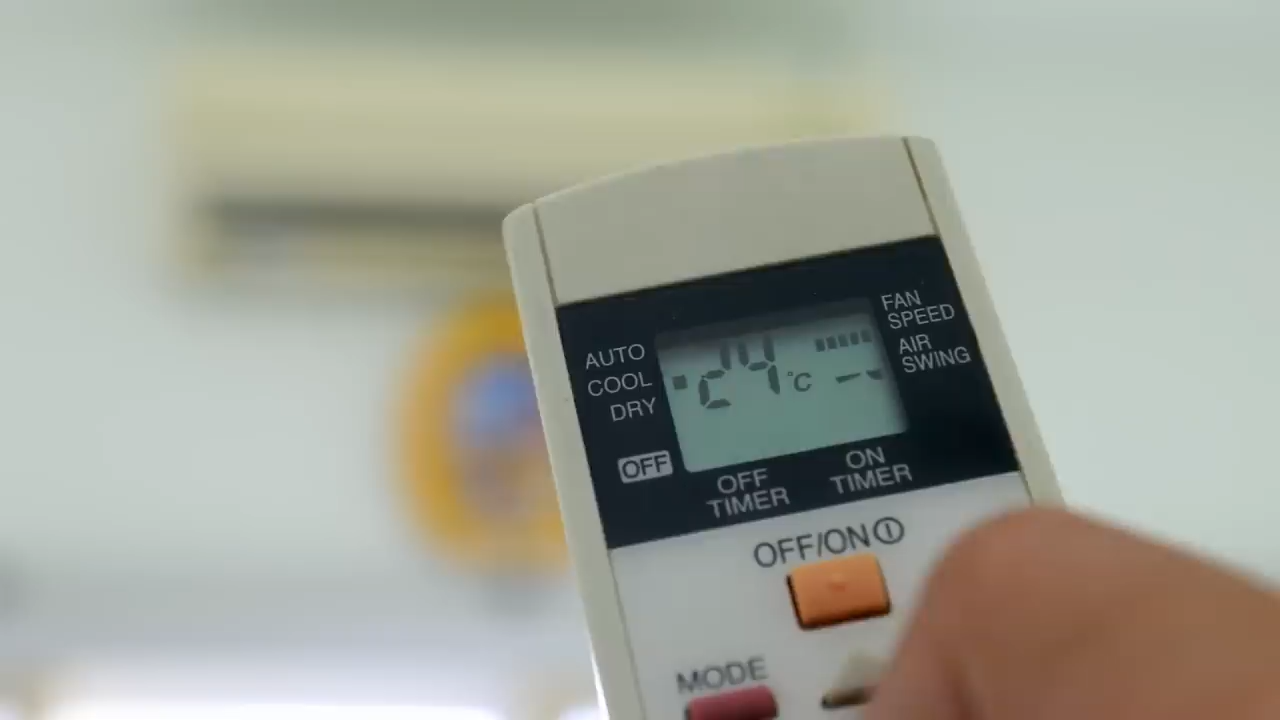 FAN
SPEED
AUTO
COOL
DRY
24 °C
AIR
SWING
OFF
OFF
TIMER
ON
TIMER
OFF/ON
MODE